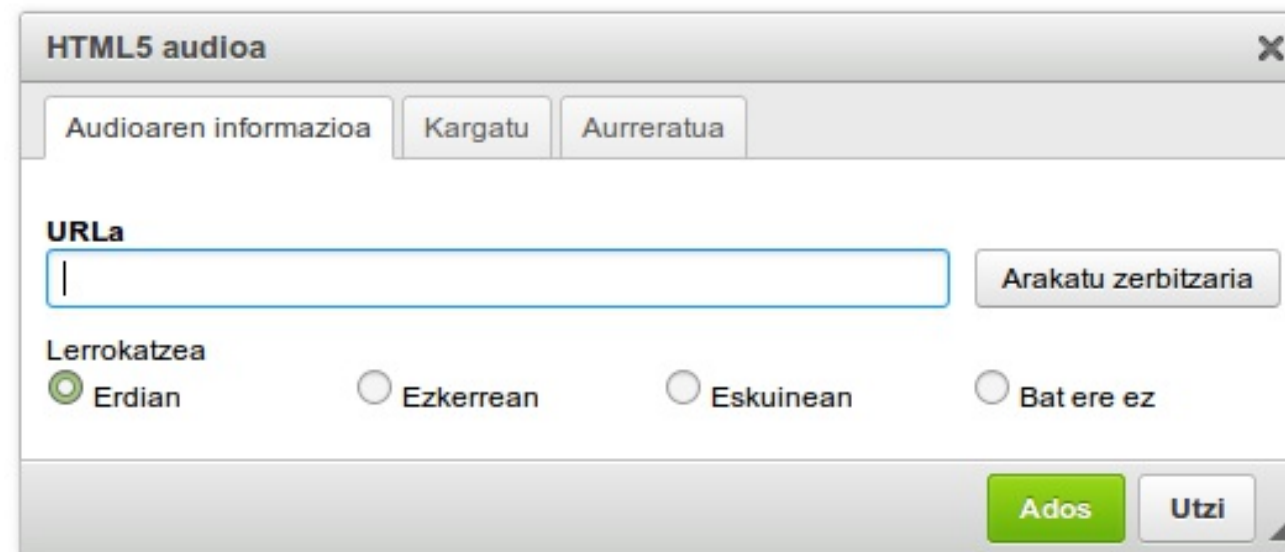 HTML5 audioa
Audioaren informazioa Kargatu Aurreratua
URLa
Arakatu zerbitzaria
Lerrokatzea
Erdian Ezkerrean Eskuinean Bat ere ez
Ados Utzi